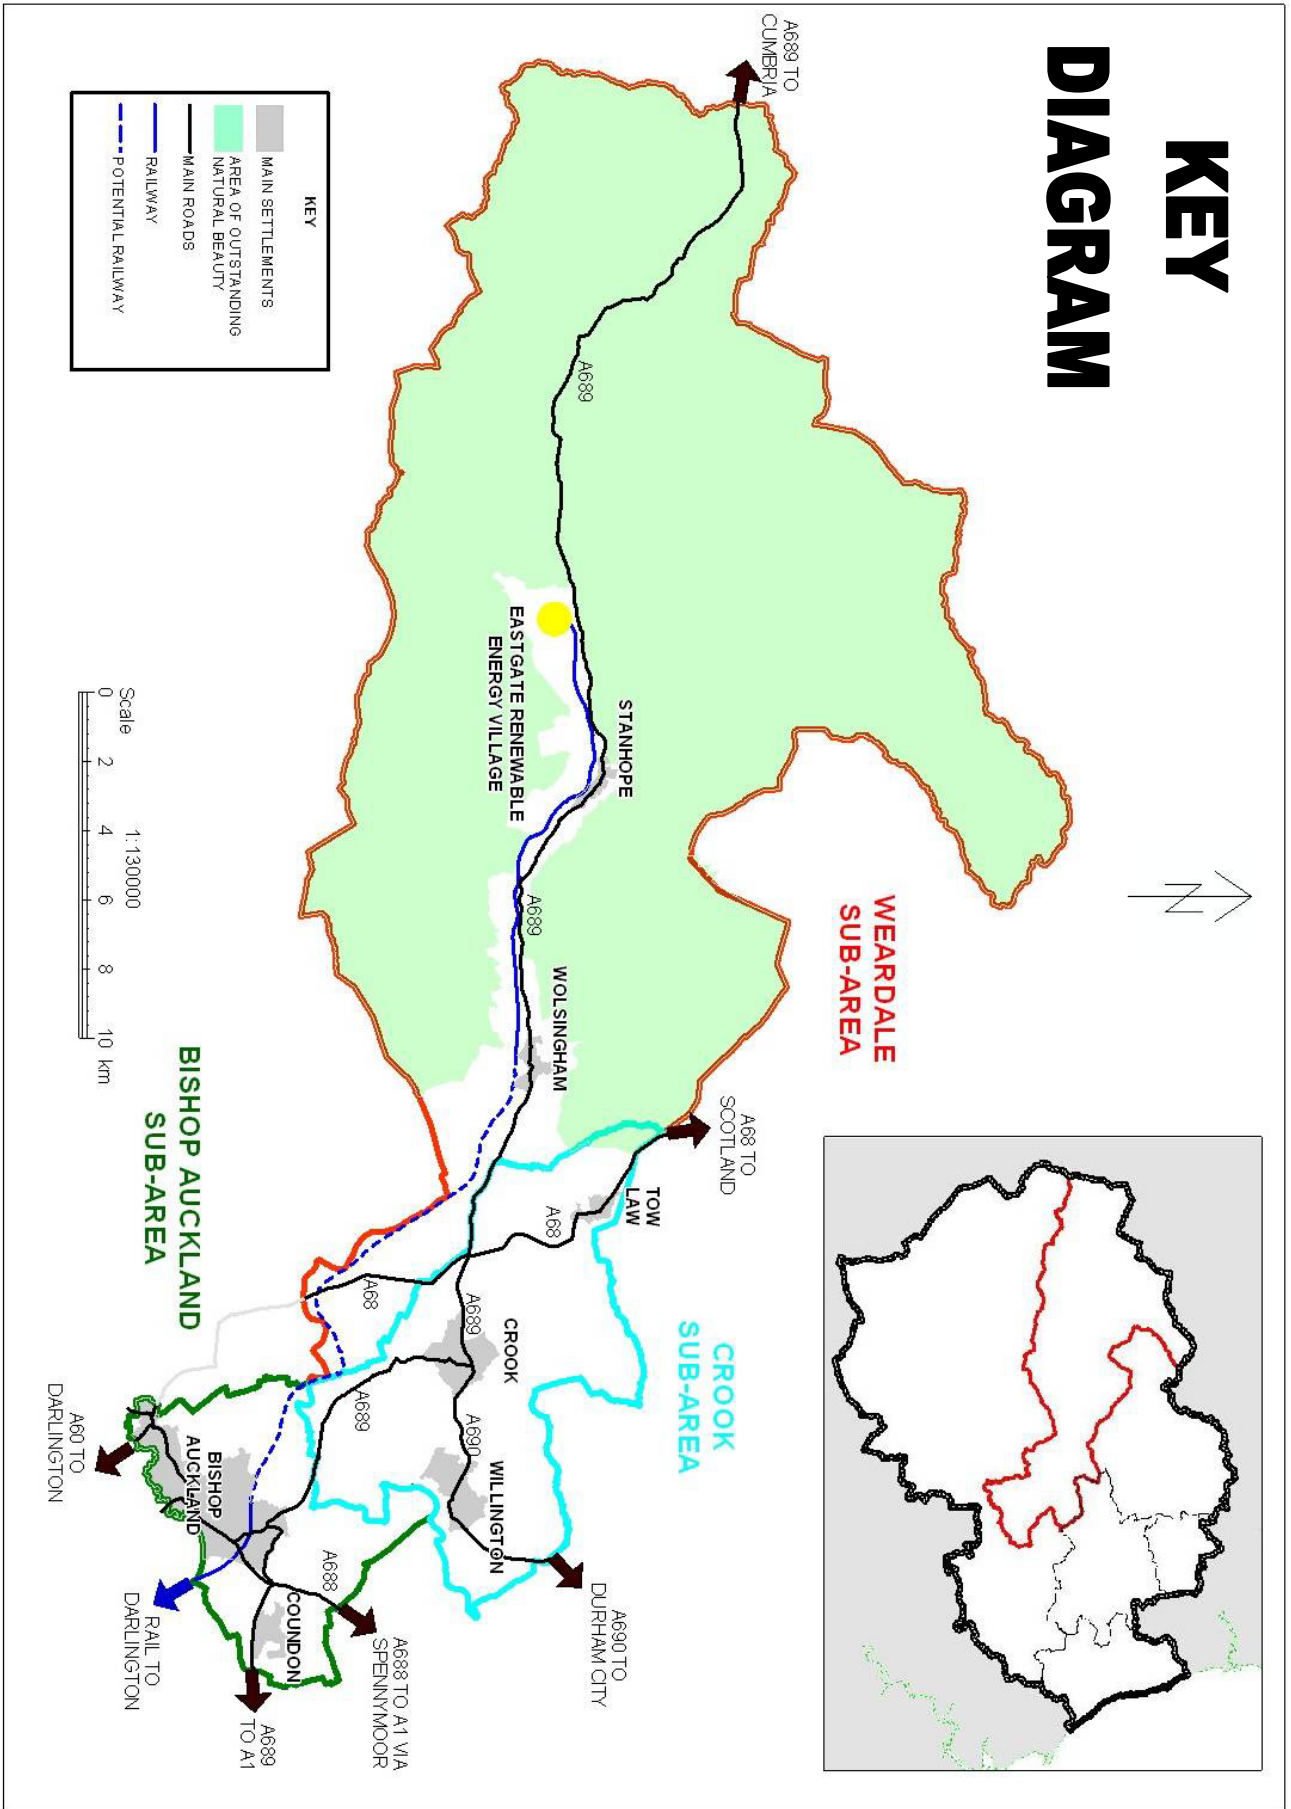 KEY
DIAGRAM
A689 TO
CUMBRIA
A689
STANHOPE
EASTGATE RENEWABLE
ENERGY VILLAGE
A689
WOLSINGHAM
WEARDALE
SUB-AREA
A68 TO
SCOTLAND
TOW
LAW
A68
A68
CROOK
SUB-AREA
A689
CROOK
A689
A690
WILLINGTON
A690 TO
DURHAM CITY
BISHOP AUCKLAND
SUB-AREA
BISHOP
AUCKLAND
A688
COUNDON
A688 TO A1 VIA
SPENNYMOOR
A689
TO A1
RAIL TO
DARLINGTON
A60 TO
DARLINGTON
KEY
MAIN SETTLEMENTS
AREA OF OUTSTANDING
NATURAL BEAUTY
MAIN ROADS
RAILWAY
POTENTIAL RAILWAY
Scale 1:130000
0 2 4 6 8 10 km
N